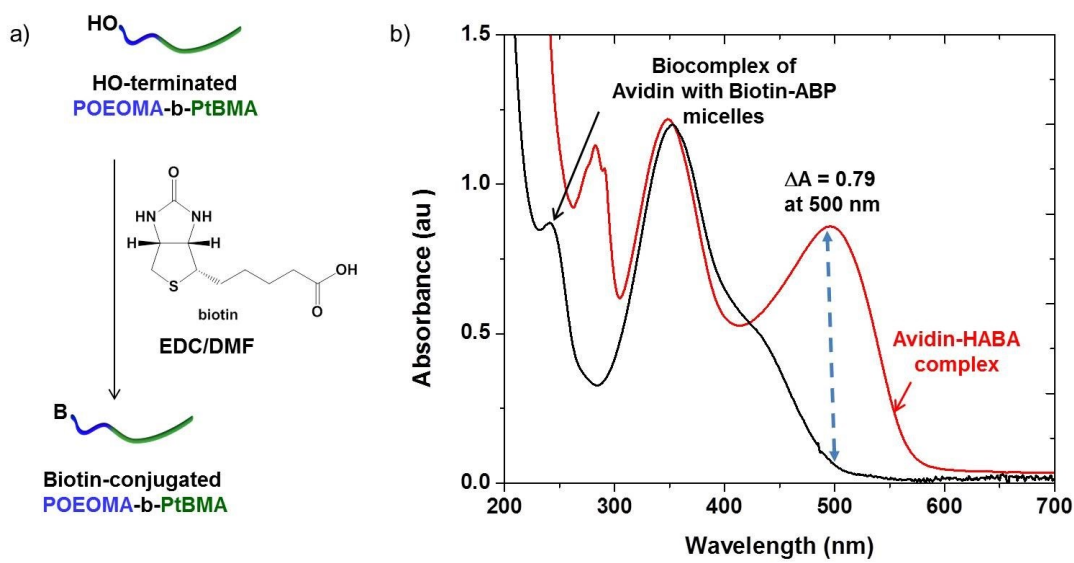 a)
HO
HO-terminated
POEOMA-b-PtBMA
O
HN NH
H H
S
OH
O
biotin
EDC/DMF
B
Biotin-conjugated
POEOMA-b-PtBMA
b)
1.5
1.0
0.5
0.0
Absorbance (au )
Biocomplex of
Avidin with Biotin-ABP
micelles
ΔA = 0.79
at 500 nm
Avidin-HABA
complex
200 300 400 500 600 700
Wavelength (nm)